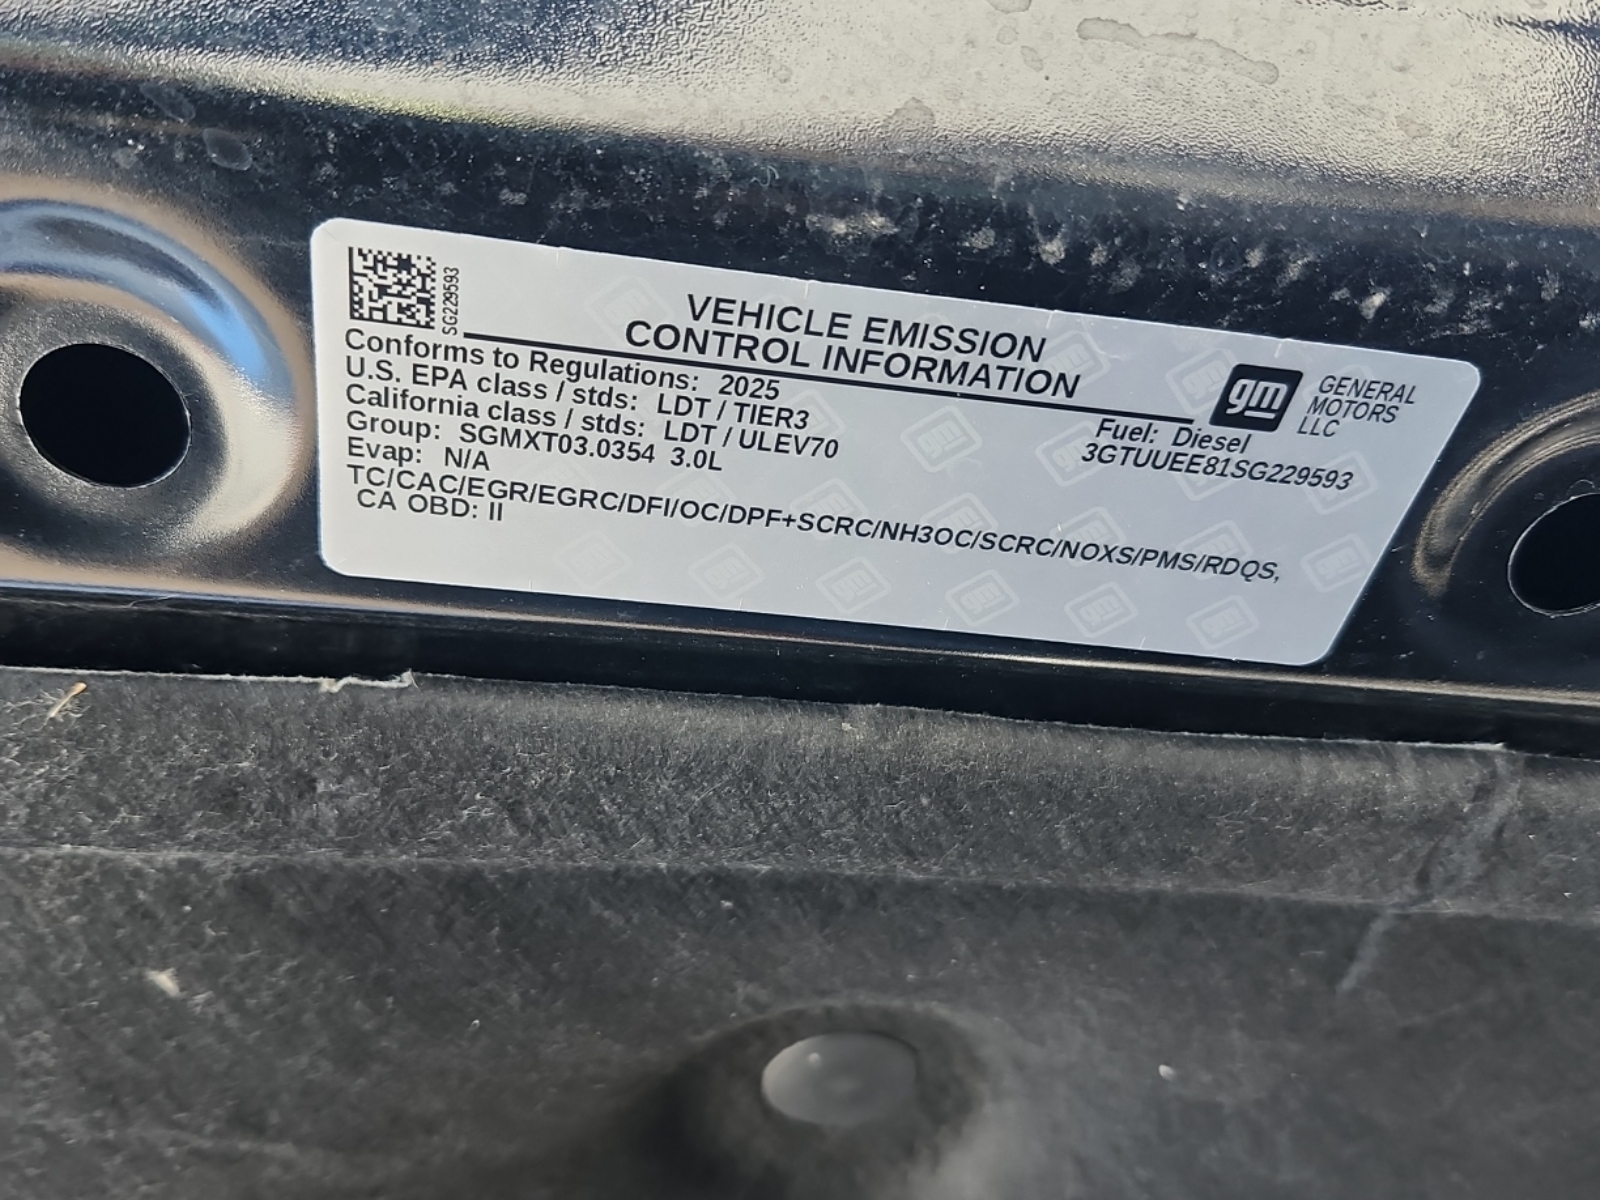 SG229593
VEHICLE EMISSION
CONTROL INFORMATION
gm
GENERAL
MOTORS
LLC
Conforms to Regulations: 2025
U.S. EPA class / stds: LDT / TIER3
California class / stds: LDT / ULEV70
Group: SGMXT03.0354 3.0L
Evap: N/A
Fuel: Diesel
3GTUUEE81SG229593
TC/CAC/EGR/EGRC/DFI/OC/DPF+SCRC/NH3OC/SCRC/NOXS/PMS/RDQS,
CA OBD: II